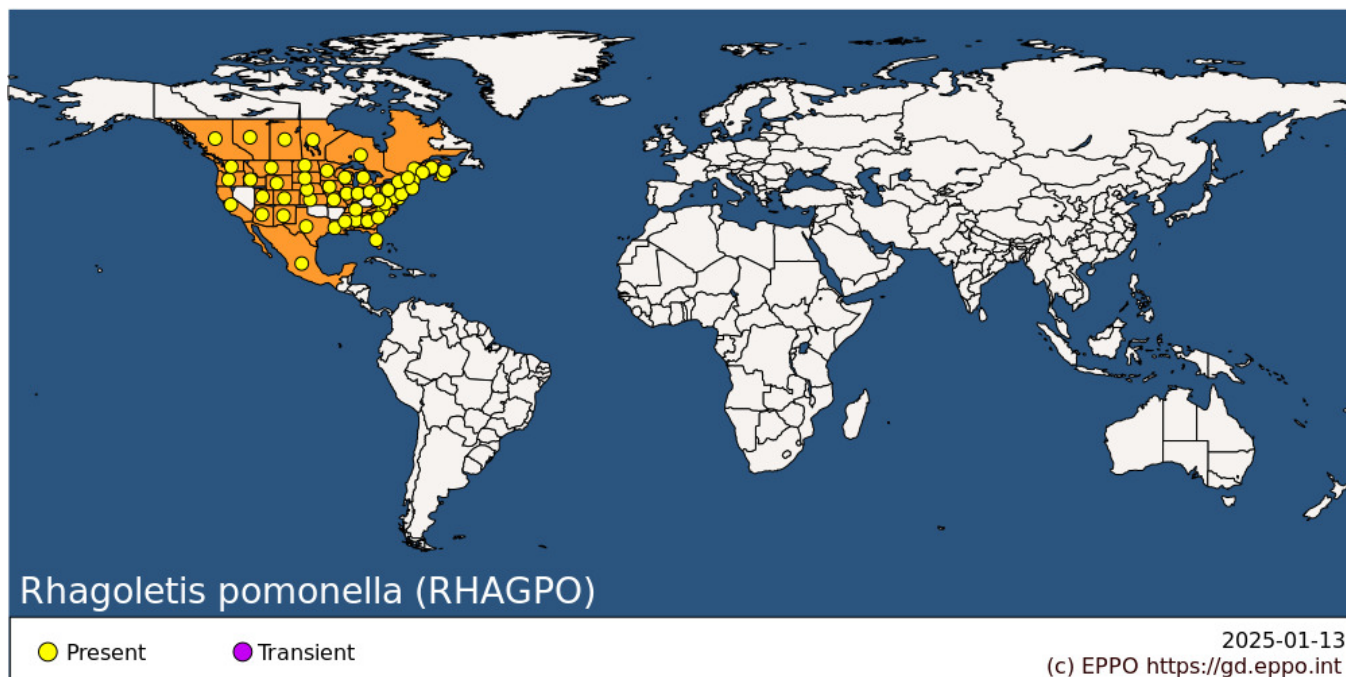 Rhagoletis pomonella (RHAGPO)
Present
Transient
2025-01-13
(c) EPPO https://gd.eppo.int